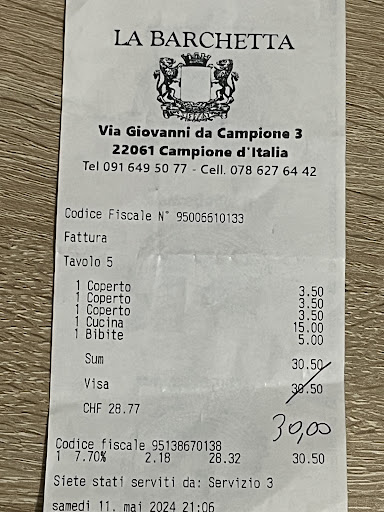 LA BARCHETTA
Via Giovanni da Campione 3
22061 Campione d'Italia
Tel 091 649 50 77 - Cell. 078 627 64 42
Codice Fiscale N° 95006610133
Fattura
Tavolo 5
1 Coperto 3.50
1 Coperto 3.50
1 Coperto 3.50
1 Cucina 15.00
1 Bibite 5.00
Sum 30.50
Visa 30.50
CHF 28.77
30,00
Codice fiscale 95138670138
1 7.70% 2.18 28.32 30.50
Siete stati serviti da: Servizio 3
samedi 11. mai 2024 21:06